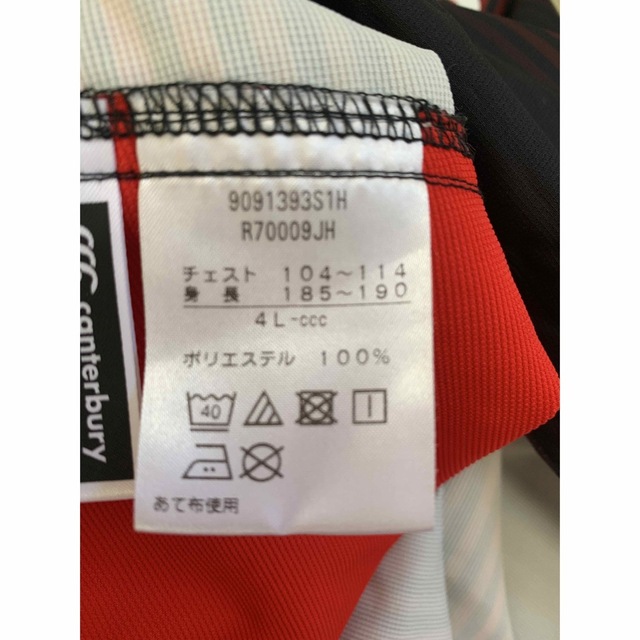 9091393S1H
R70009JH
チェスト 104～114
身長 185～190
4L-ccc
ポリエステル 100%
40
あて布使用
canterbury